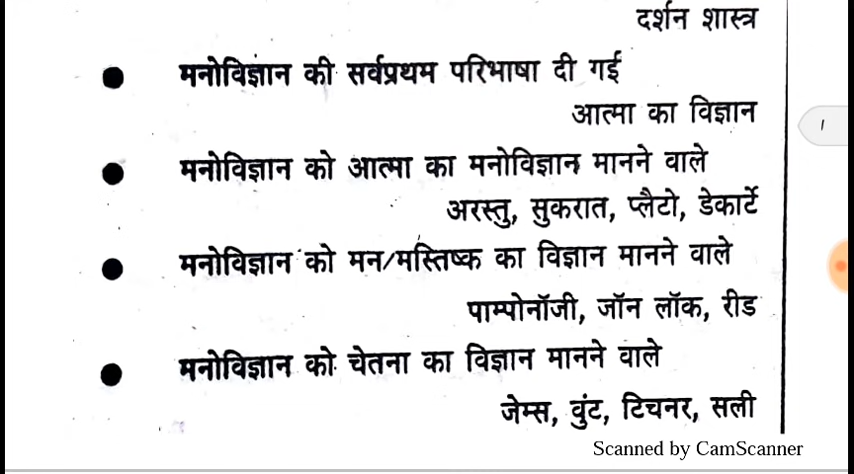 दर्शन शास्त्र
● मनोविज्ञान की सर्वप्रथम परिभाषा दी गई
आत्मा का विज्ञान
● मनोविज्ञान को आत्मा का मनोविज्ञान मानने वाले
अरस्तु, सुकरात, प्लैटो, डेकार्टे
● मनोविज्ञान को मन/मस्तिष्क का विज्ञान मानने वाले
पाम्पोनॉजी, जॉन लॉक, रीड
● मनोविज्ञान को चेतना का विज्ञान मानने वाले
जेम्स, वुंट, टिचनर, सली
Scanned by CamScanner